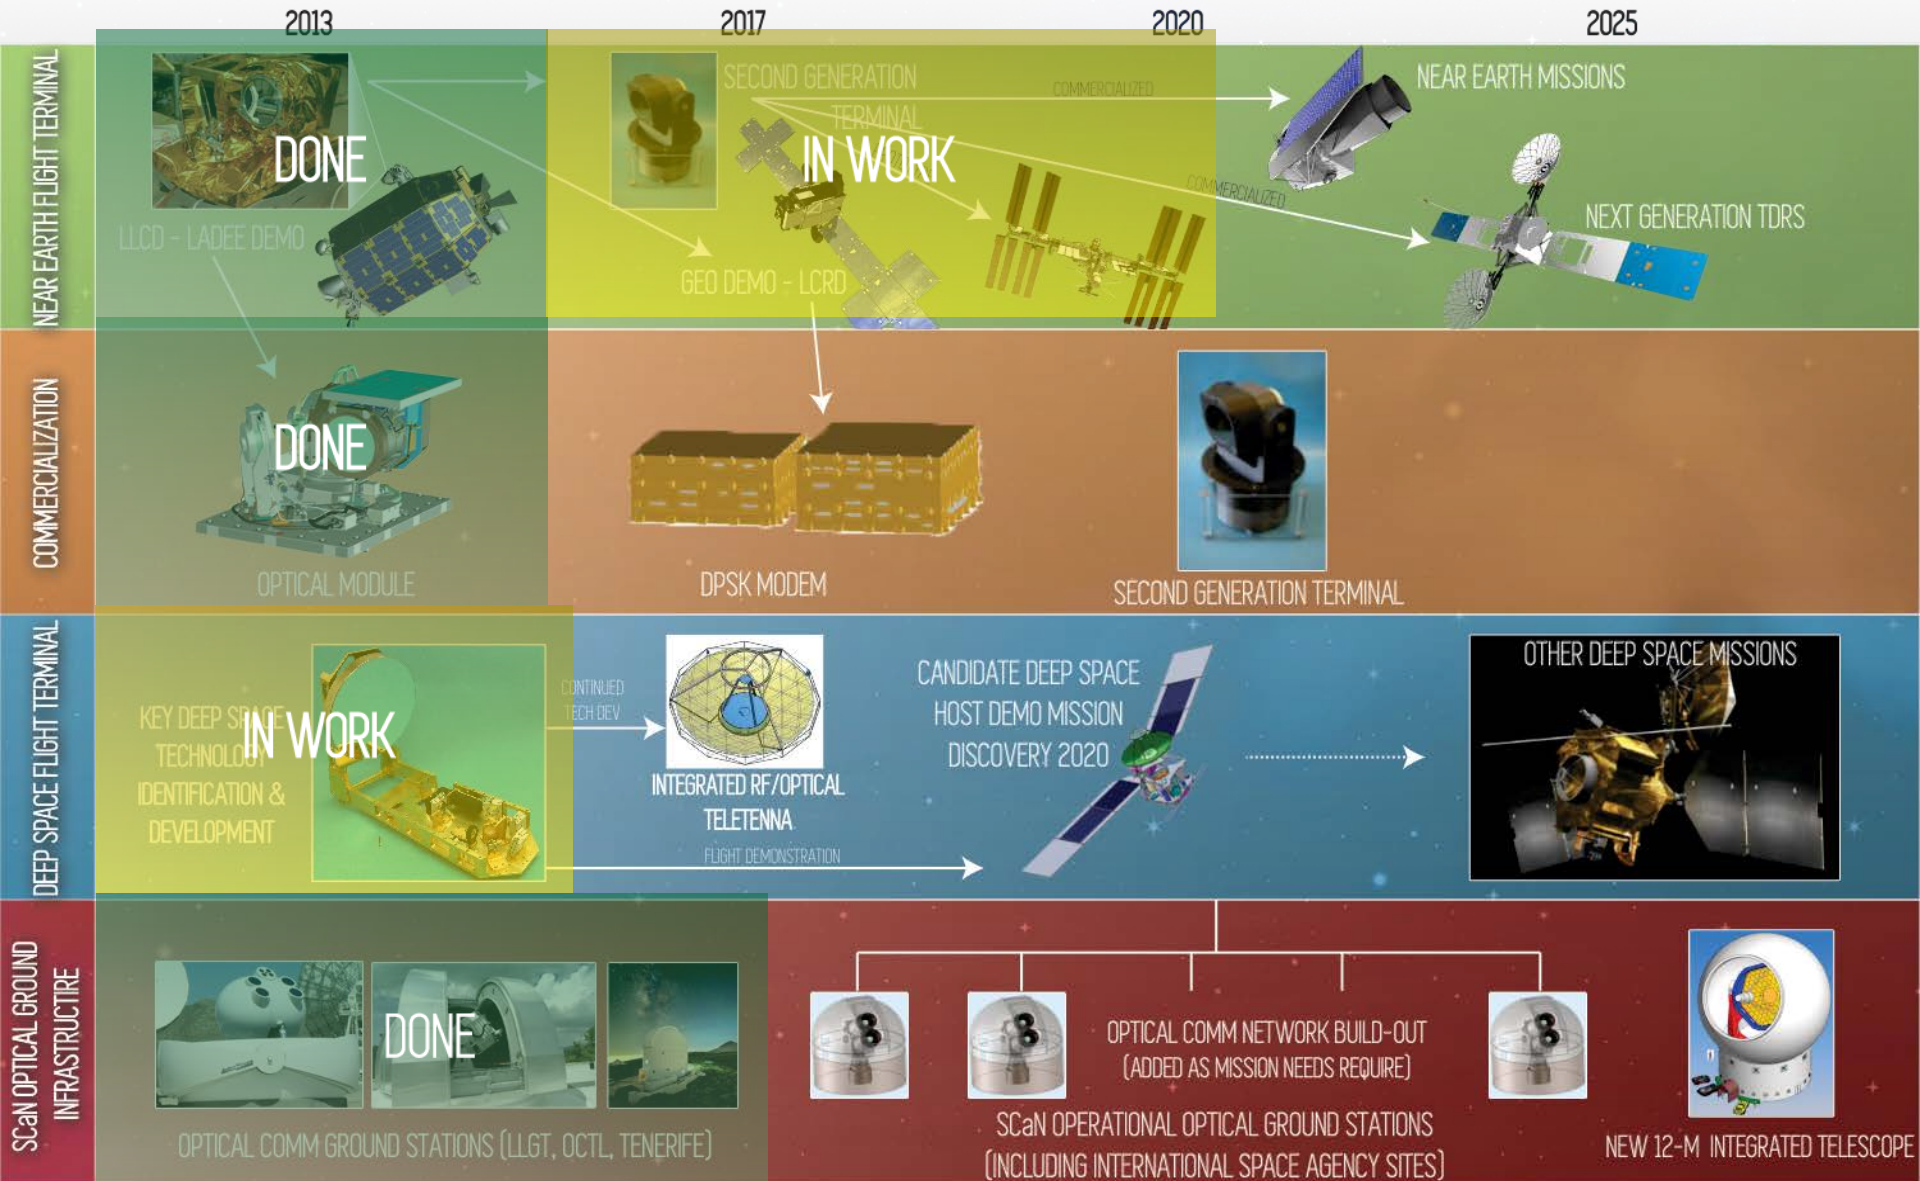 2013
2017
2020
2025
NEAR EARTH FLIGHT TERMINAL
DONE
LLCD - LADEE DEMO
SECOND GENERATION
TERMINAL
IN WORK
GEO DEMO - LCRD
COMMERCIALIZED
COMMERCIALIZED
NEAR EARTH MISSIONS
NEXT GENERATION TDRS
COMMERCIALIZATION
DONE
OPTICAL MODULE
DPSK MODEM
SECOND GENERATION TERMINAL
DEEP SPACE FLIGHT TERMINAL
KEY DEEP SPACE
TECHNOLOGY
IDENTIFICATION &
DEVELOPMENT
IN WORK
CONTINUED
TECH DEV
INTEGRATED RF/OPTICAL
TELETENNA
FLIGHT DEMONSTRATION
CANDIDATE DEEP SPACE
HOST DEMO MISSION
DISCOVERY 2020
OTHER DEEP SPACE MISSIONS
SCaN OPTICAL GROUND
INFRASTRUCTIRE
DONE
OPTICAL COMM GROUND STATIONS (LLGT, OCTL, TENERIFE)
OPTICAL COMM NETWORK BUILD-OUT
(ADDED AS MISSION NEEDS REQUIRE)
SCaN OPERATIONAL OPTICAL GROUND STATIONS
(INCLUDING INTERNATIONAL SPACE AGENCY SITES)
NEW 12-M INTEGRATED TELESCOPE